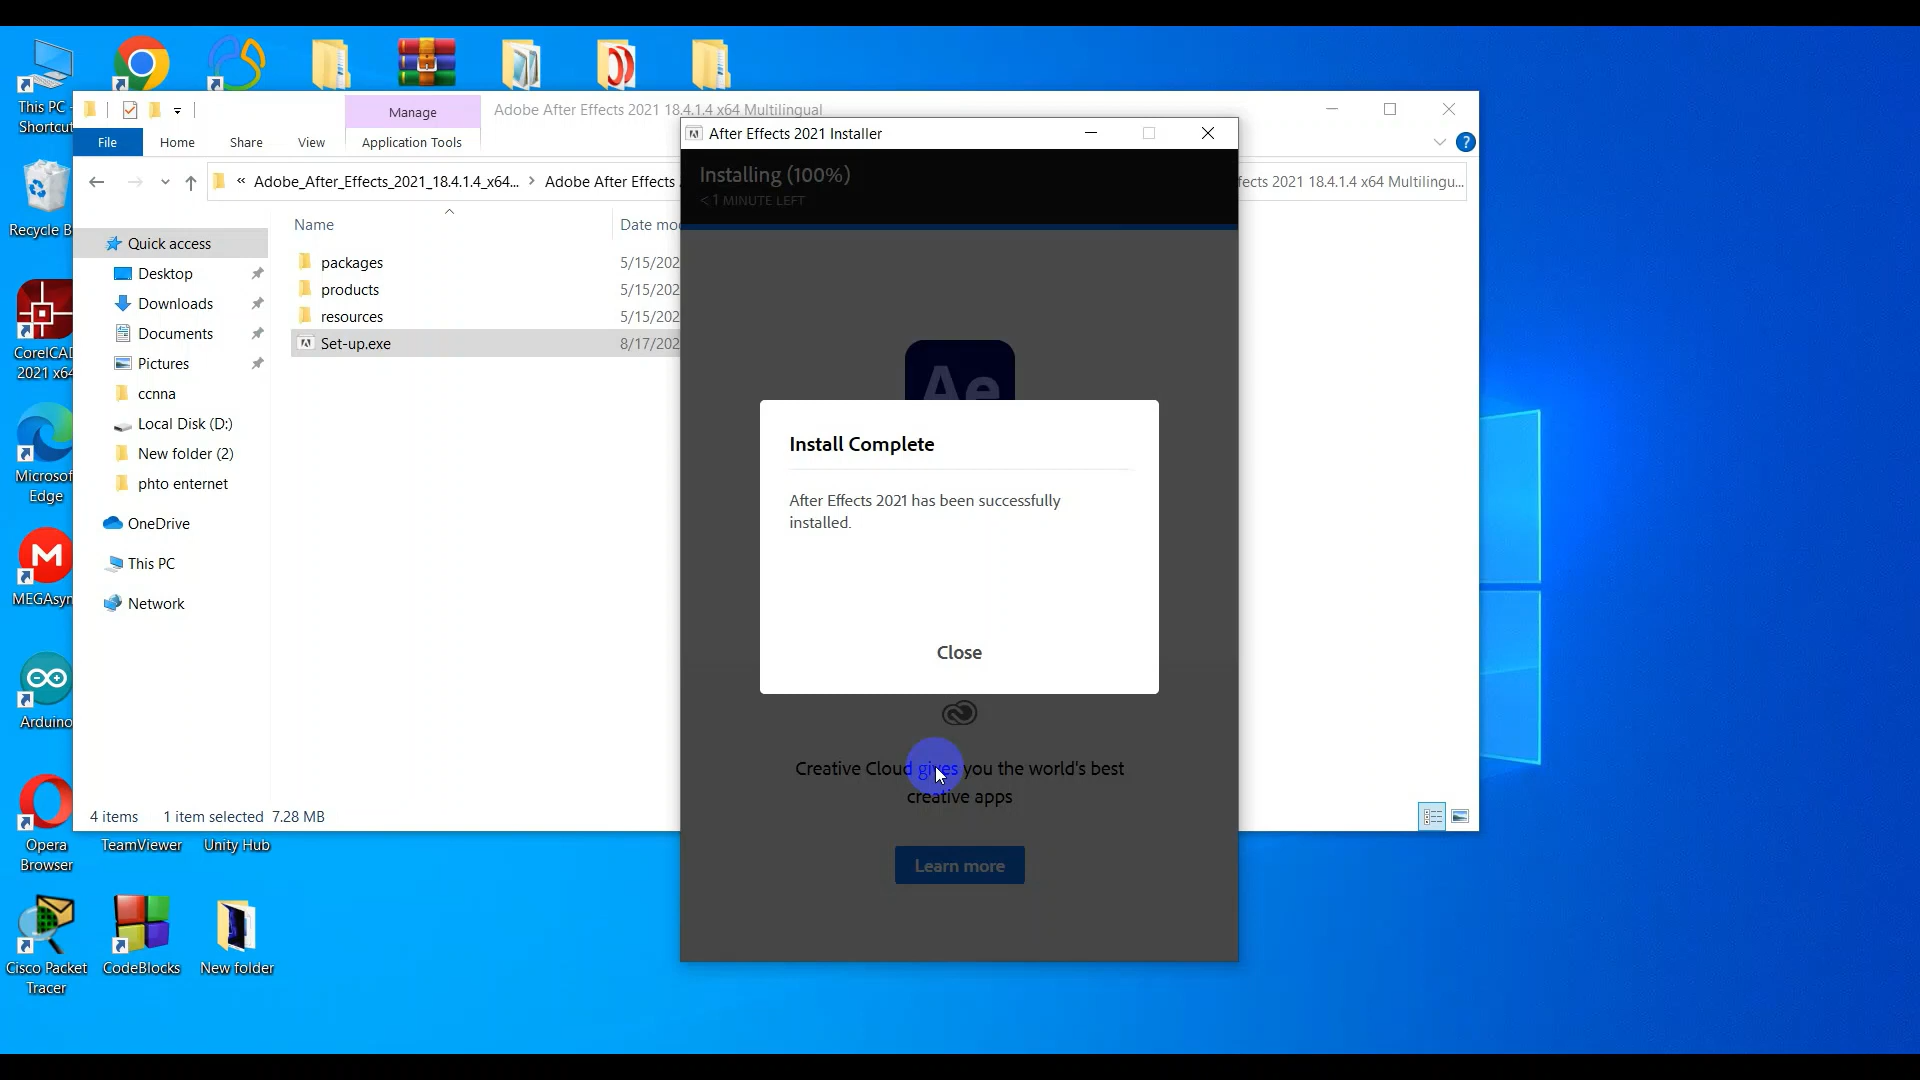 This PC -
Shortcut
Recycle B
CorelCAD
2021 x64
Microsof
Edge
MEGAsyn
Arduino
Opera
Browser
TeamViewer
Unity Hub
Cisco Packet
Tracer
CodeBlocks
New folder
Manage
Adobe After Effects 2021 18.4.1.4 x64 Multilingual
File
Home
Share
View
Application Tools
?
« Adobe_After_Effects_2021_18.4.1.4_x64... > Adobe After Effects
fects 2021 18.4.1.4 x64 Multilingu...
Quick access
Desktop
Downloads
Documents
Pictures
ccnna
Local Disk (D:)
New folder (2)
phto enternet
OneDrive
This PC
Network
Name
Date mo
packages
5/15/202
products
5/15/202
resources
5/15/202
Set-up.exe
8/17/202
4 items
1 item selected 7.28 MB
After Effects 2021 Installer
Installing (100%)
< 1 MINUTE LEFT
Ae
Install Complete
After Effects 2021 has been successfully
installed.
Close
Creative Cloud gives you the world's best
creative apps
Learn more